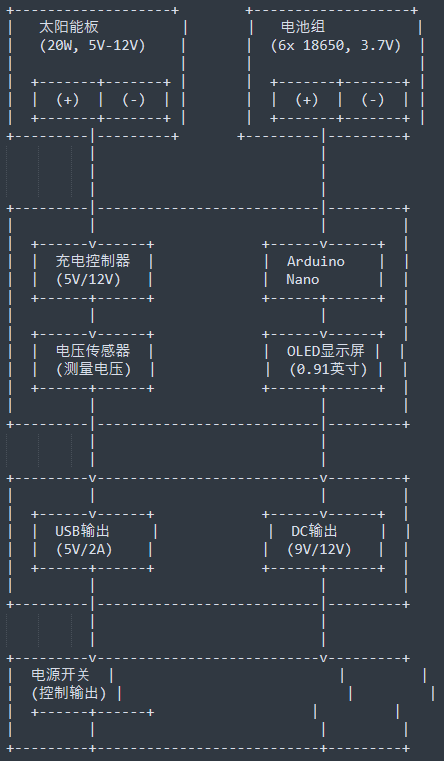 太阳能板 电池组
(20W, 5V-12V) (6x 18650, 3.7V)
(+) (-) (+) (-)
充电控制器 Arduino
(5V/12V) Nano
电压传感器 OLED显示屏
(测量电压) (0.91英寸)
USB输出 DC输出
(5V/2A) (9V/12V)
电源开关
(控制输出)